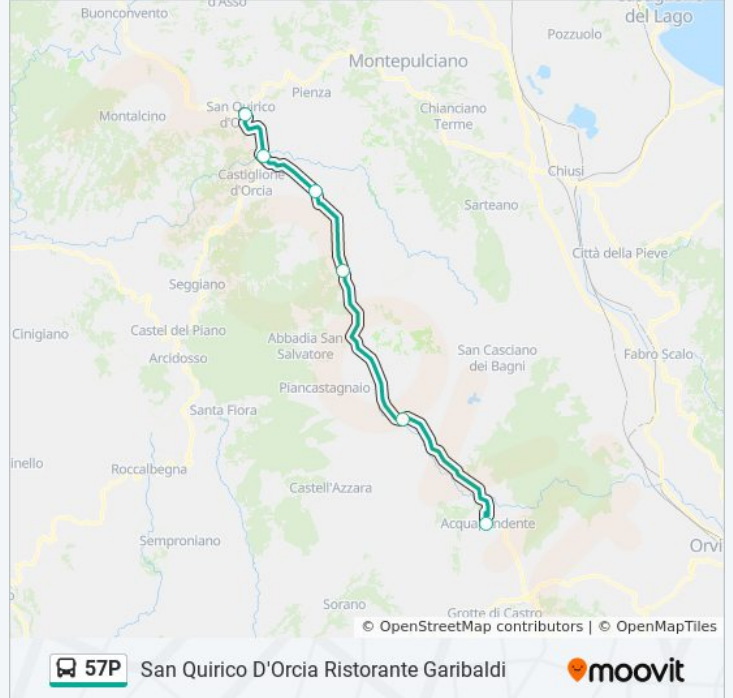 d'Asso
Buonconvento
del Lago
Pozzuolo
Montepulciano
Pienza
San Quirico
d'O
Montalcino
Chianciano
Terme
Castiglione
d'Orcia
Chiusi
Sarteano
Città della Pieve
Seggiano
Cinigiano
Castel del Piano
Arcidosso
Abbadia San
Salvatore
San Casciano
dei Bagni
Fabro Scalo
Piancastagnaio
Santa Fiora
inello
Roccalbegna
Castell'Azzara
Acquapendente
Semproniano
Orvi
Sorano
Grotte di Castro
© OpenStreetMap contributors | © OpenMapTiles
57P San Quirico D'Orcia Ristorante Garibaldi
moovit